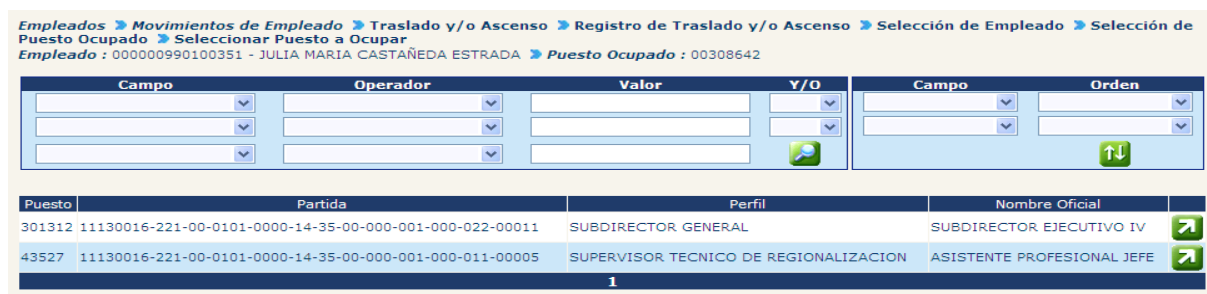 Empleados Movimientos de Empleado Traslado y/o Ascenso Registro de Traslado y/o Ascenso Selección de Empleado Selección de
Puesto Ocupado Seleccionar Puesto a Ocupar
Empleado : 000000990100351 - JULIA MARIA CASTAÑEDA ESTRADA Puesto Ocupado : 00308642
Campo Operador Valor Y/O Campo Orden
Puesto Partida Perfil Nombre Oficial
301312 11130016-221-00-0101-0000-14-35-00-000-001-000-022-00011 SUBDIRECTOR GENERAL SUBDIRECTOR EJECUTIVO IV
43527 11130016-221-00-0101-0000-14-35-00-000-001-000-011-00005 SUPERVISOR TECNICO DE REGIONALIZACION ASISTENTE PROFESIONAL JEFE
1